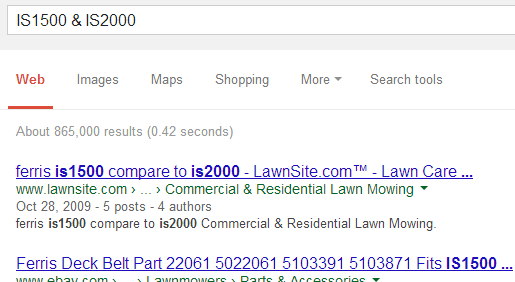 IS1500 & IS2000
Web Images Maps Shopping More Search tools
About 865,000 results (0.42 seconds)
ferris is1500 compare to is2000 - LawnSite.com™ - Lawn Care ...
www.lawnsite.com › ... › Commercial & Residential Lawn Mowing
Oct 28, 2009 - 5 posts - 4 authors
ferris is1500 compare to is2000 Commercial & Residential Lawn Mowing.
Ferris Deck Belt Part 22061 5022061 5103391 5103871 Fits IS1500 ...
www.ebay.com › ... › Lawnmowers › Parts & Accessories